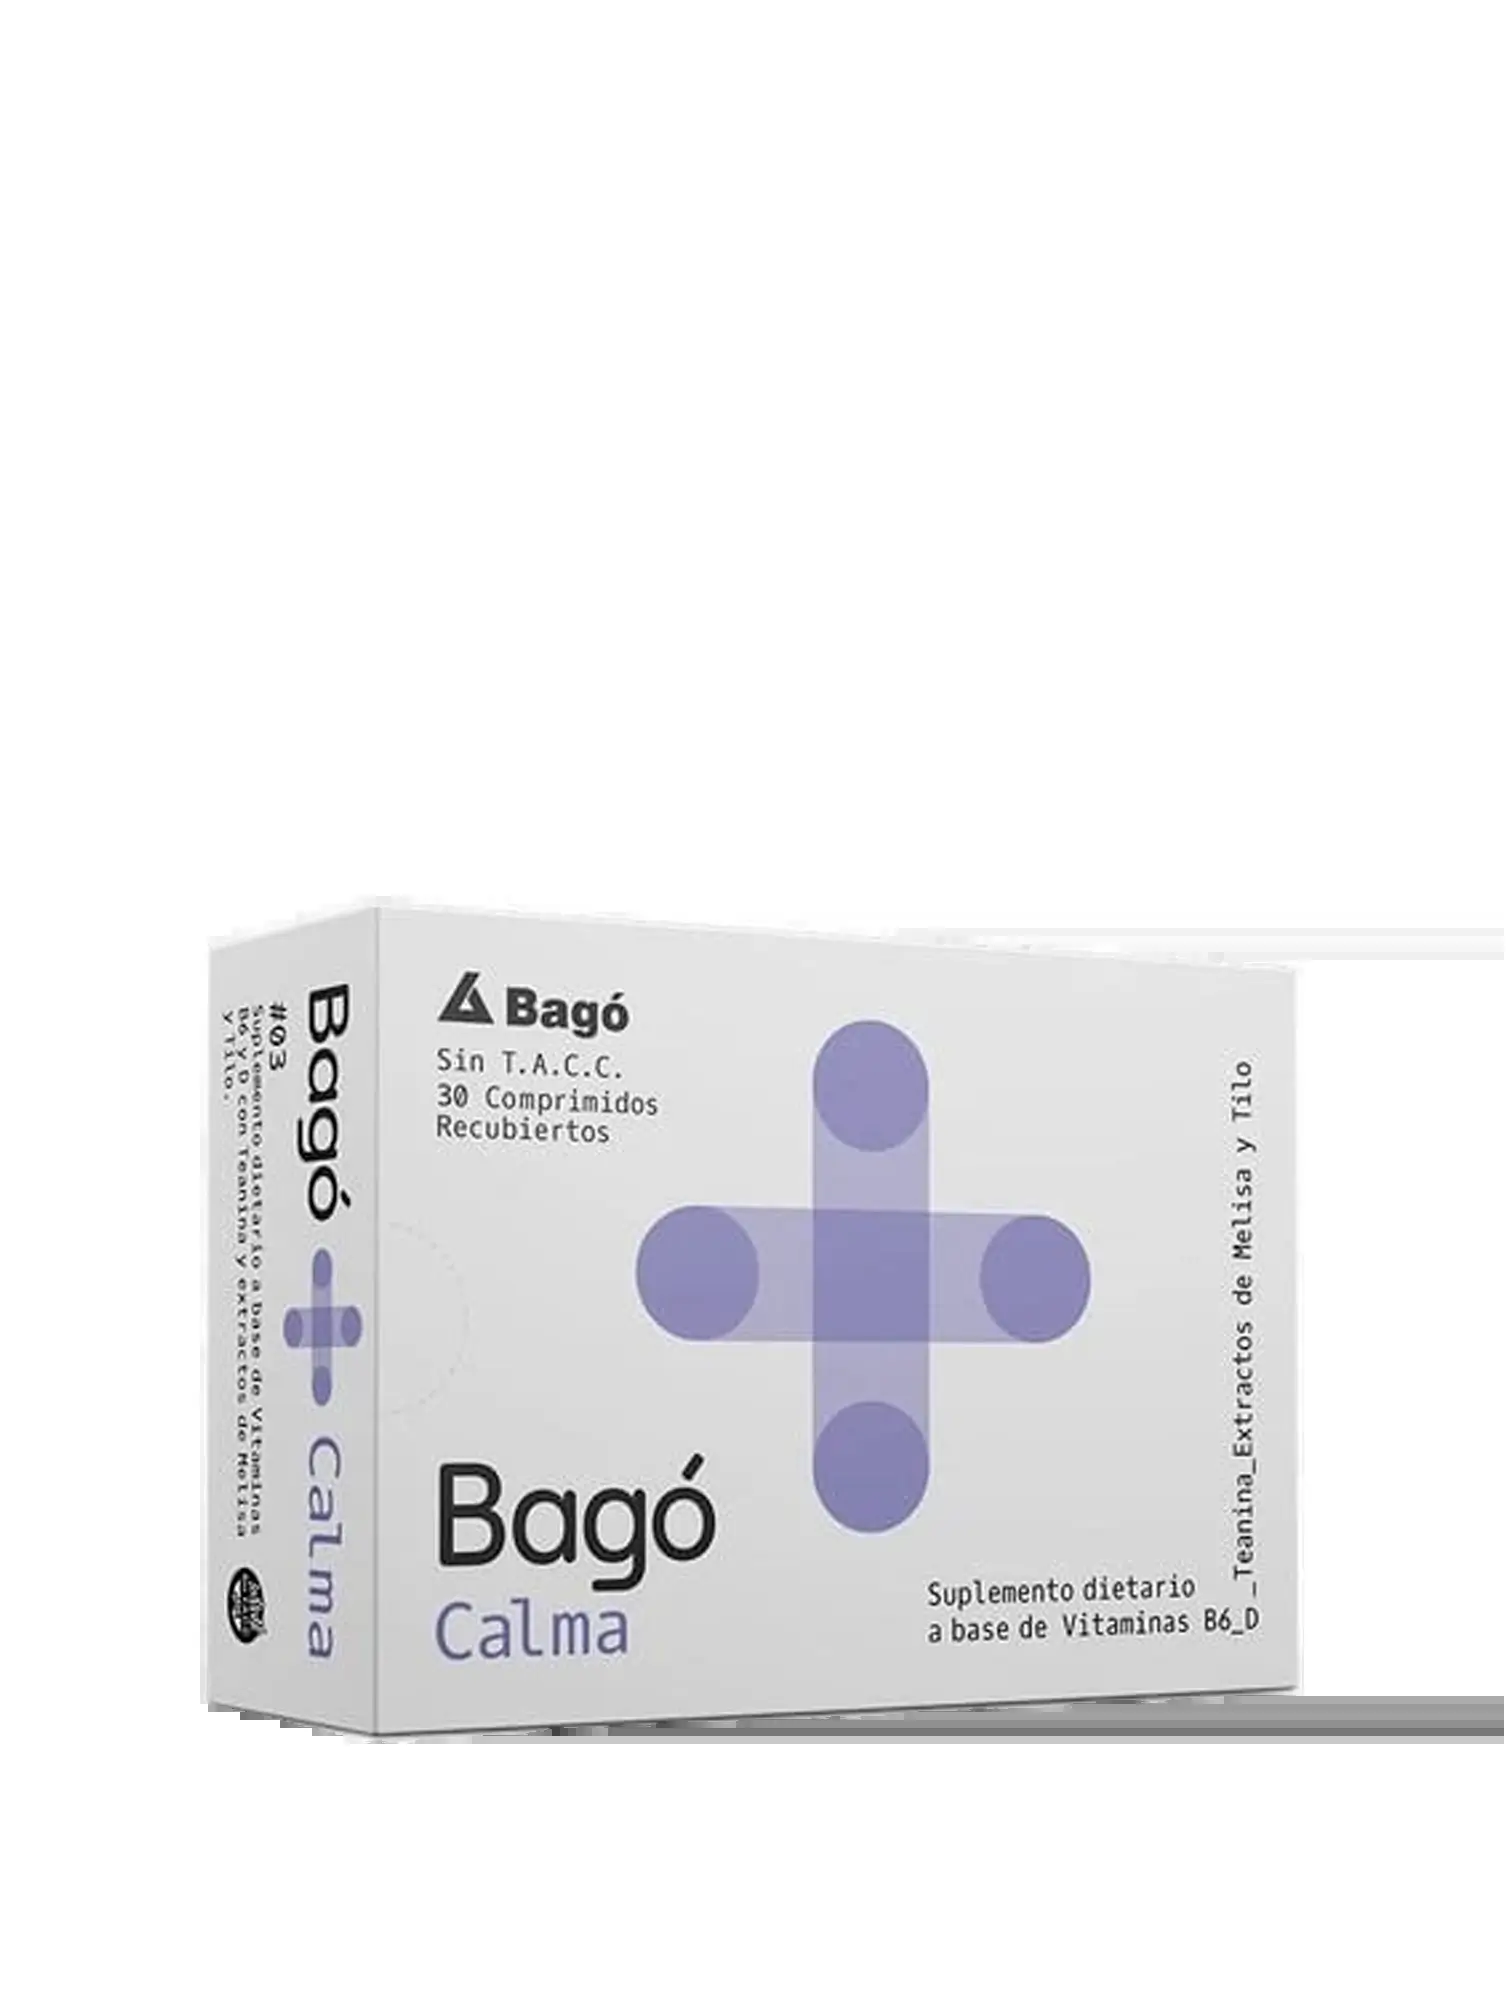 Bagó
Sin T.A.C.C.
30 Comprimidos
Recubiertos
Bagó
Calma
Suplemento dietario
a base de Vitaminas B6_D
_Teanina_Extractos de Melisa y Tilo
Bagó Calma
#03
Suplemento dietario a base de Vitaminas
B6 y D con Teanina y extractos de Melisa
y Tilo.